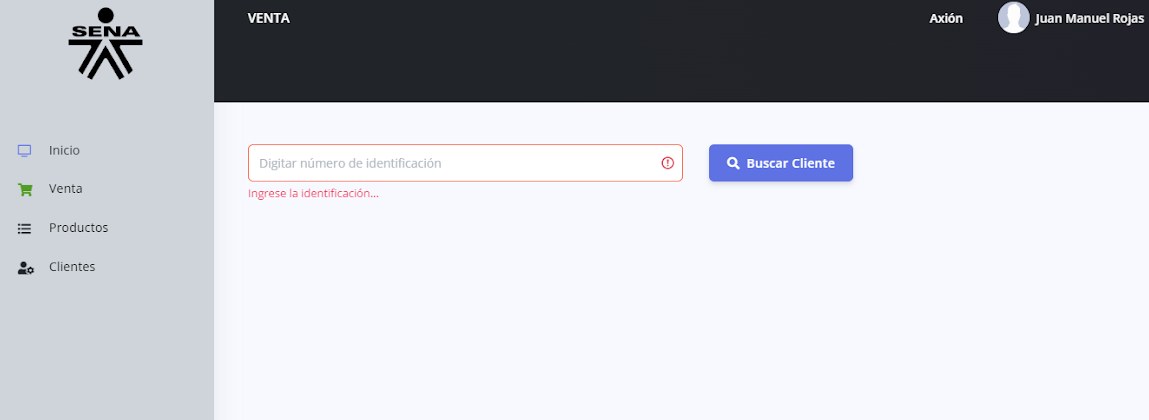 SENA
VENTA
Axión
Juan Manuel Rojas
Inicio
Venta
Productos
Clientes
Digitar número de identificación
Buscar Cliente
Ingrese la identificación...